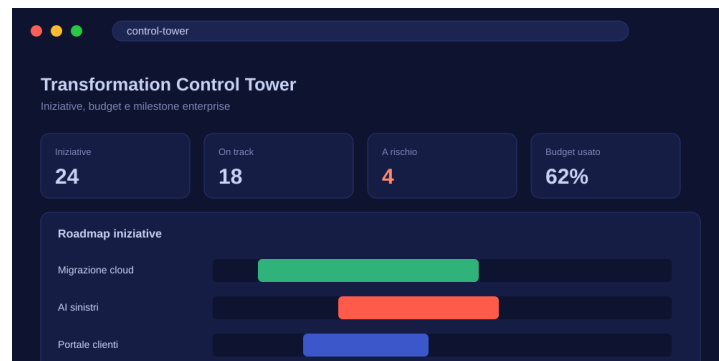 control-tower
Transformation Control Tower
Iniziative, budget e milestone enterprise
Iniziative
24
On track
18
A rischio
4
Budget usato
62%
Roadmap iniziative
Migrazione cloud
AI sinistri
Portale clienti